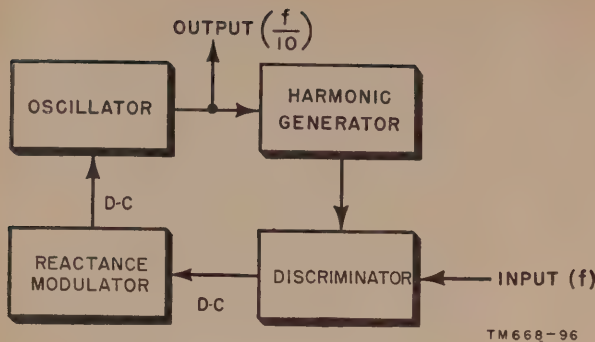 OUTPUT (f/10)
OSCILLATOR
HARMONIC
GENERATOR
D-C
REACTANCE
MODULATOR
D-C
DISCRIMINATOR
INPUT (f)
TM668-96